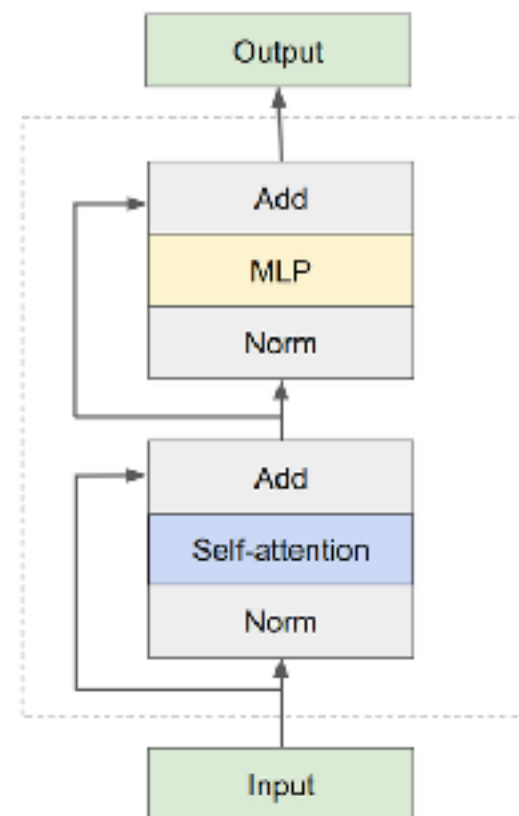 Output
Add
MLP
Norm
Add
Self-attention
Norm
Input